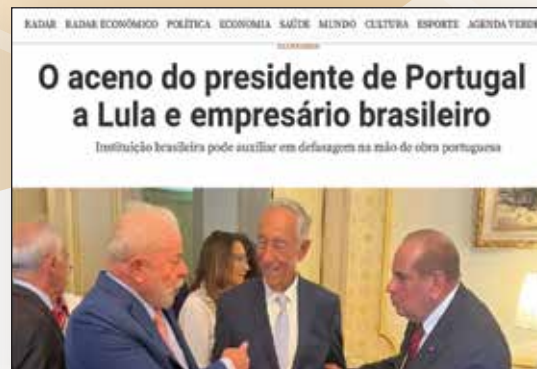 RADAR RADAR ECONÔMICO POLÍTICA ECONOMIA SAÚDE MUNDO CULTURA ESPORTE AGENDA VERDE
ECONOMIA
O aceno do presidente de Portugal
a Lula e empresário brasileiro
Instituição brasileira pode auxiliar em defasagem na mão de obra portuguesa